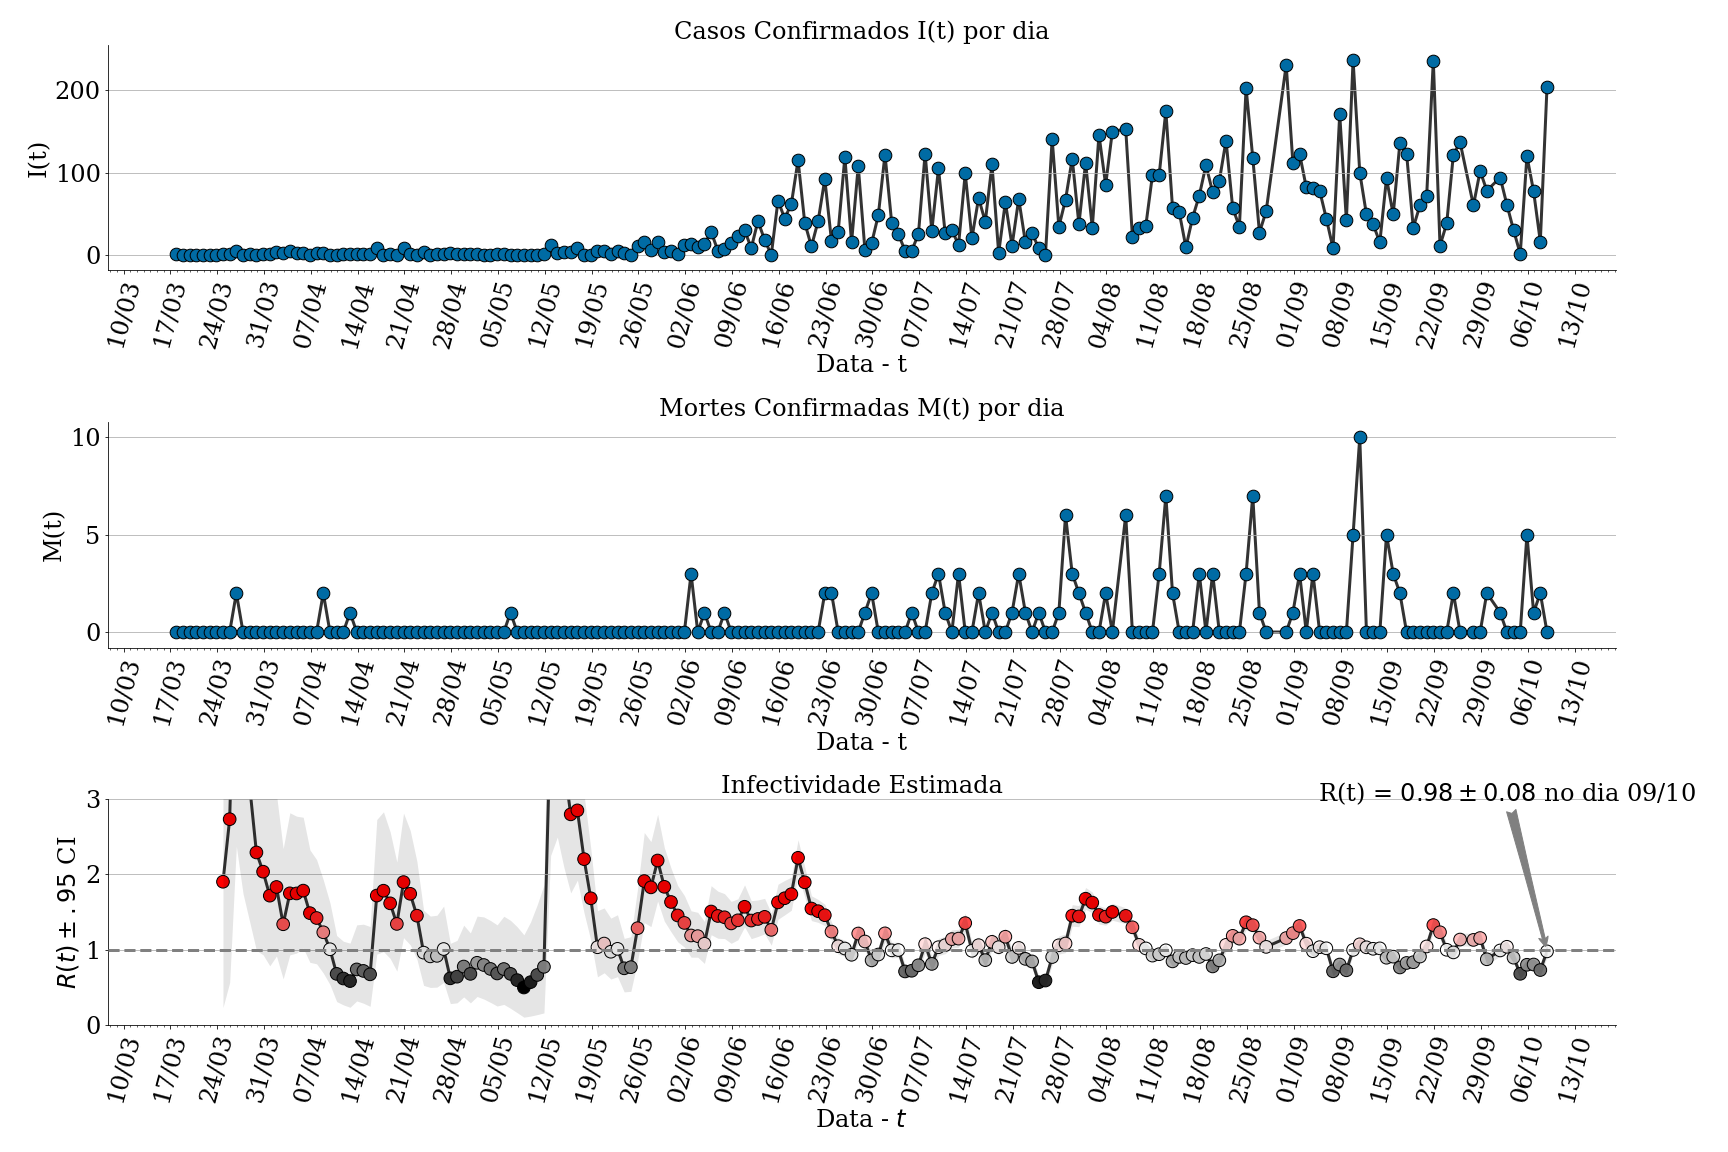 Casos Confirmados I(t) por dia
I(t)
200
100
0
10/03 17/03 24/03 31/03 07/04 14/04 21/04 28/04 05/05 12/05 19/05 26/05 02/06 09/06 16/06 23/06 30/06 07/07 14/07 21/07 28/07 04/08 11/08 18/08 25/08 01/09 08/09 15/09 22/09 29/09 06/10 13/10
Data - t
Mortes Confirmadas M(t) por dia
M(t)
10
5
0
10/03 17/03 24/03 31/03 07/04 14/04 21/04 28/04 05/05 12/05 19/05 26/05 02/06 09/06 16/06 23/06 30/06 07/07 14/07 21/07 28/07 04/08 11/08 18/08 25/08 01/09 08/09 15/09 22/09 29/09 06/10 13/10
Data - t
Infectividade Estimada
R(t) = 0.98 ± 0.08 no dia 09/10
R(t) ± .95 CI
3
2
1
0
10/03 17/03 24/03 31/03 07/04 14/04 21/04 28/04 05/05 12/05 19/05 26/05 02/06 09/06 16/06 23/06 30/06 07/07 14/07 21/07 28/07 04/08 11/08 18/08 25/08 01/09 08/09 15/09 22/09 29/09 06/10 13/10
Data - t